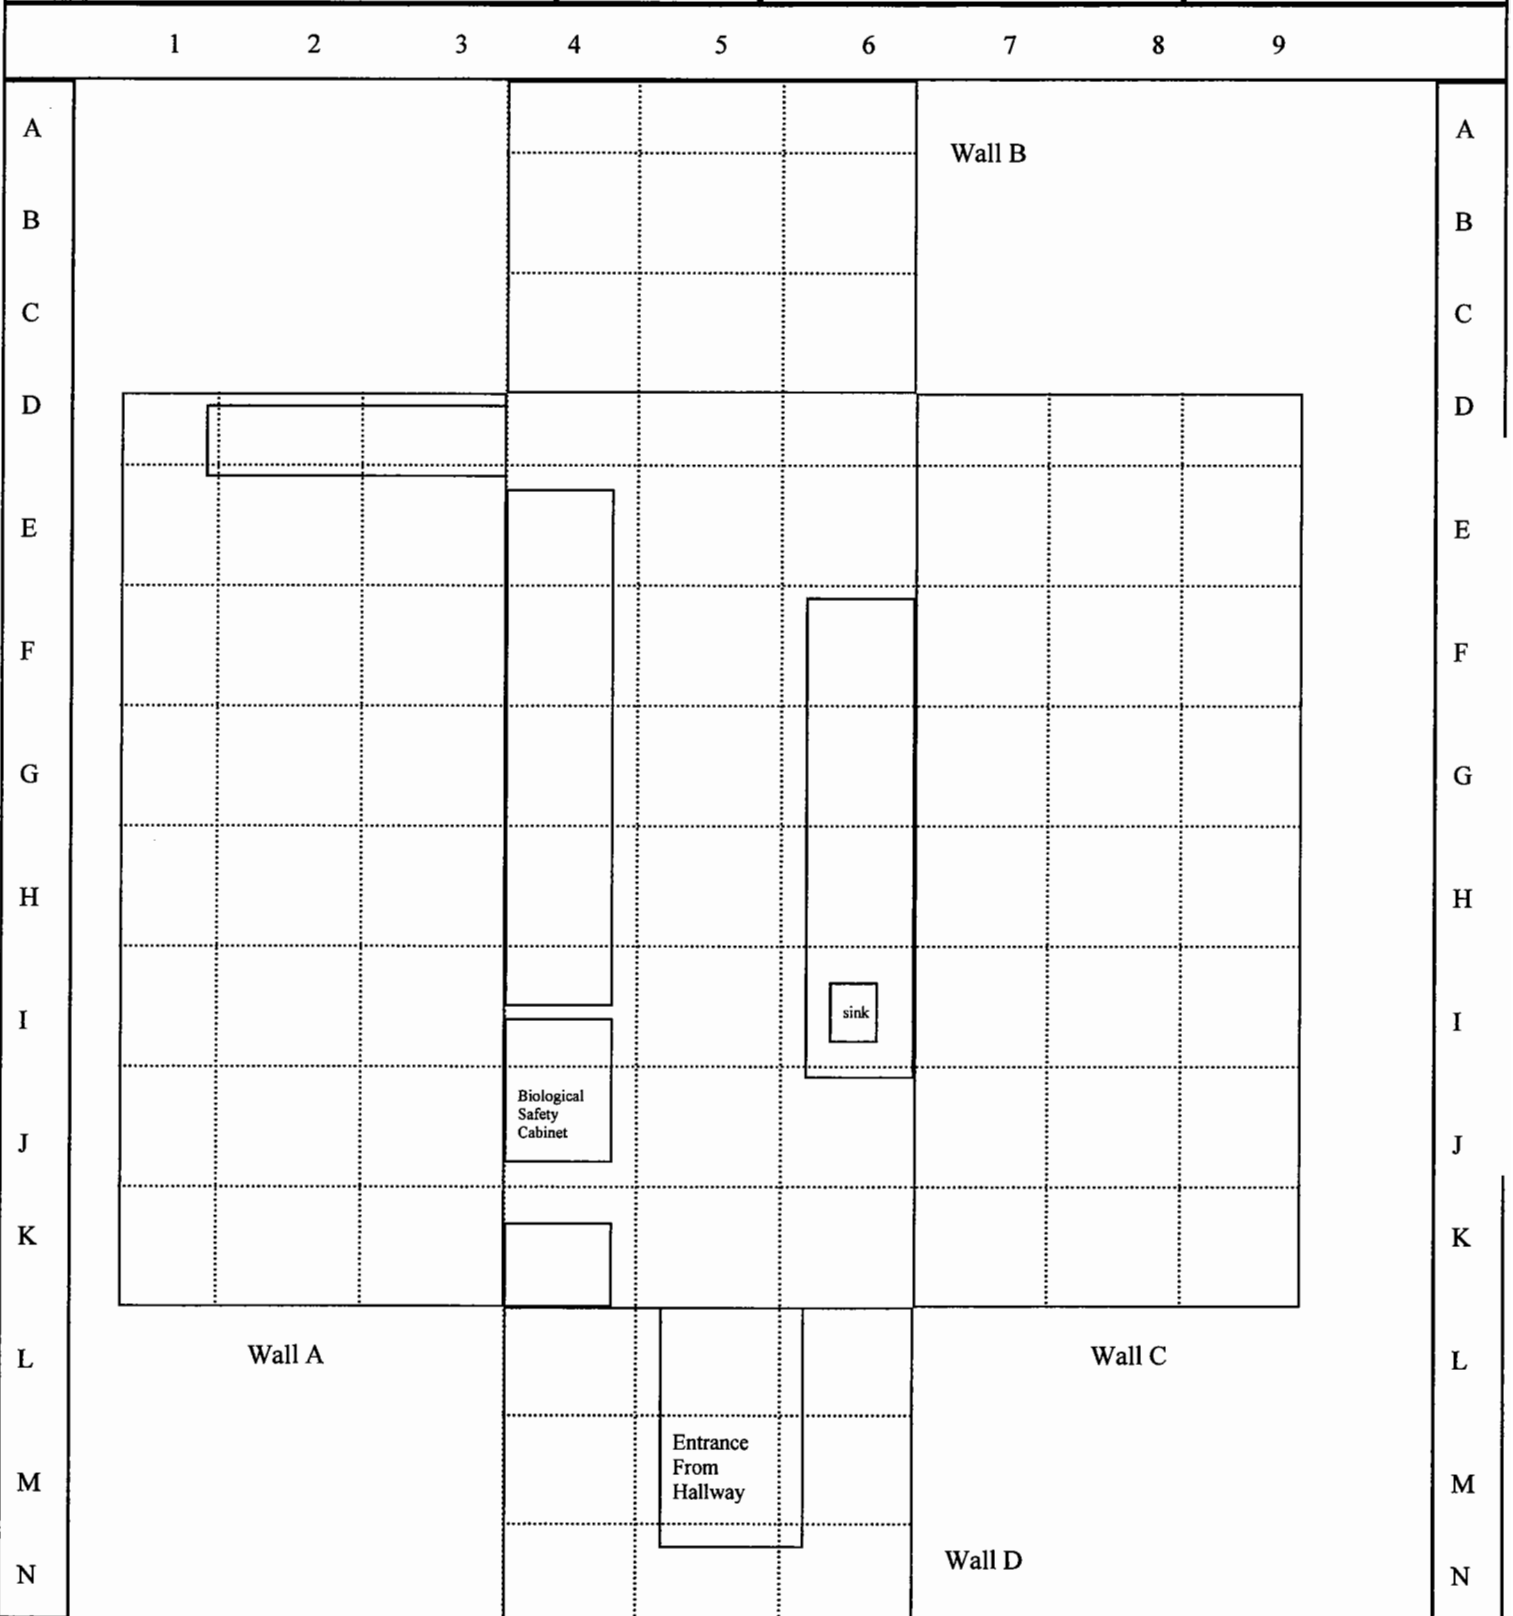 1 2 3 4 5 6 7 8 9
A A
Wall B
B B
C C
D D
E E
F F
G G
H H
I sink I
Biological
Safety
Cabinet
J J
K K
L Wall A Wall C L
Entrance
From
Hallway
M M
Wall D
N N